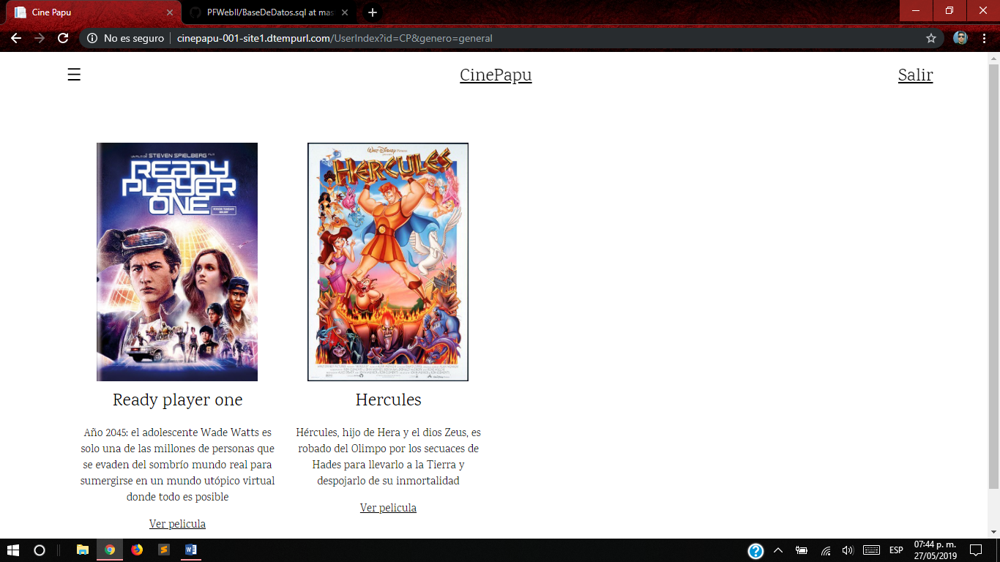 Cine Papu
PFWebII/BaseDeDatos.sql at mas
No es seguro
cinepapu-001-site1.dtempurl.com/UserIndex?id=CP&genero=general
CinePapu
Salir
STEVEN SPIELBERG
READY
PLAYER
ONE
WALT DISNEY Pictures
HERCULES
Ready player one
Hercules
Año 2045: el adolescente Wade Watts es
solo una de las millones de personas que
se evaden del sombrío mundo real para
sumergirse en un mundo utópico virtual
donde todo es posible
Ver pelicula
Hércules, hijo de Hera y el dios Zeus, es
robado del Olimpo por los secuaces de
Hades para llevarlo a la Tierra y
despojarlo de su inmortalidad
Ver pelicula
ESP
07:44 p. m.
27/05/2019